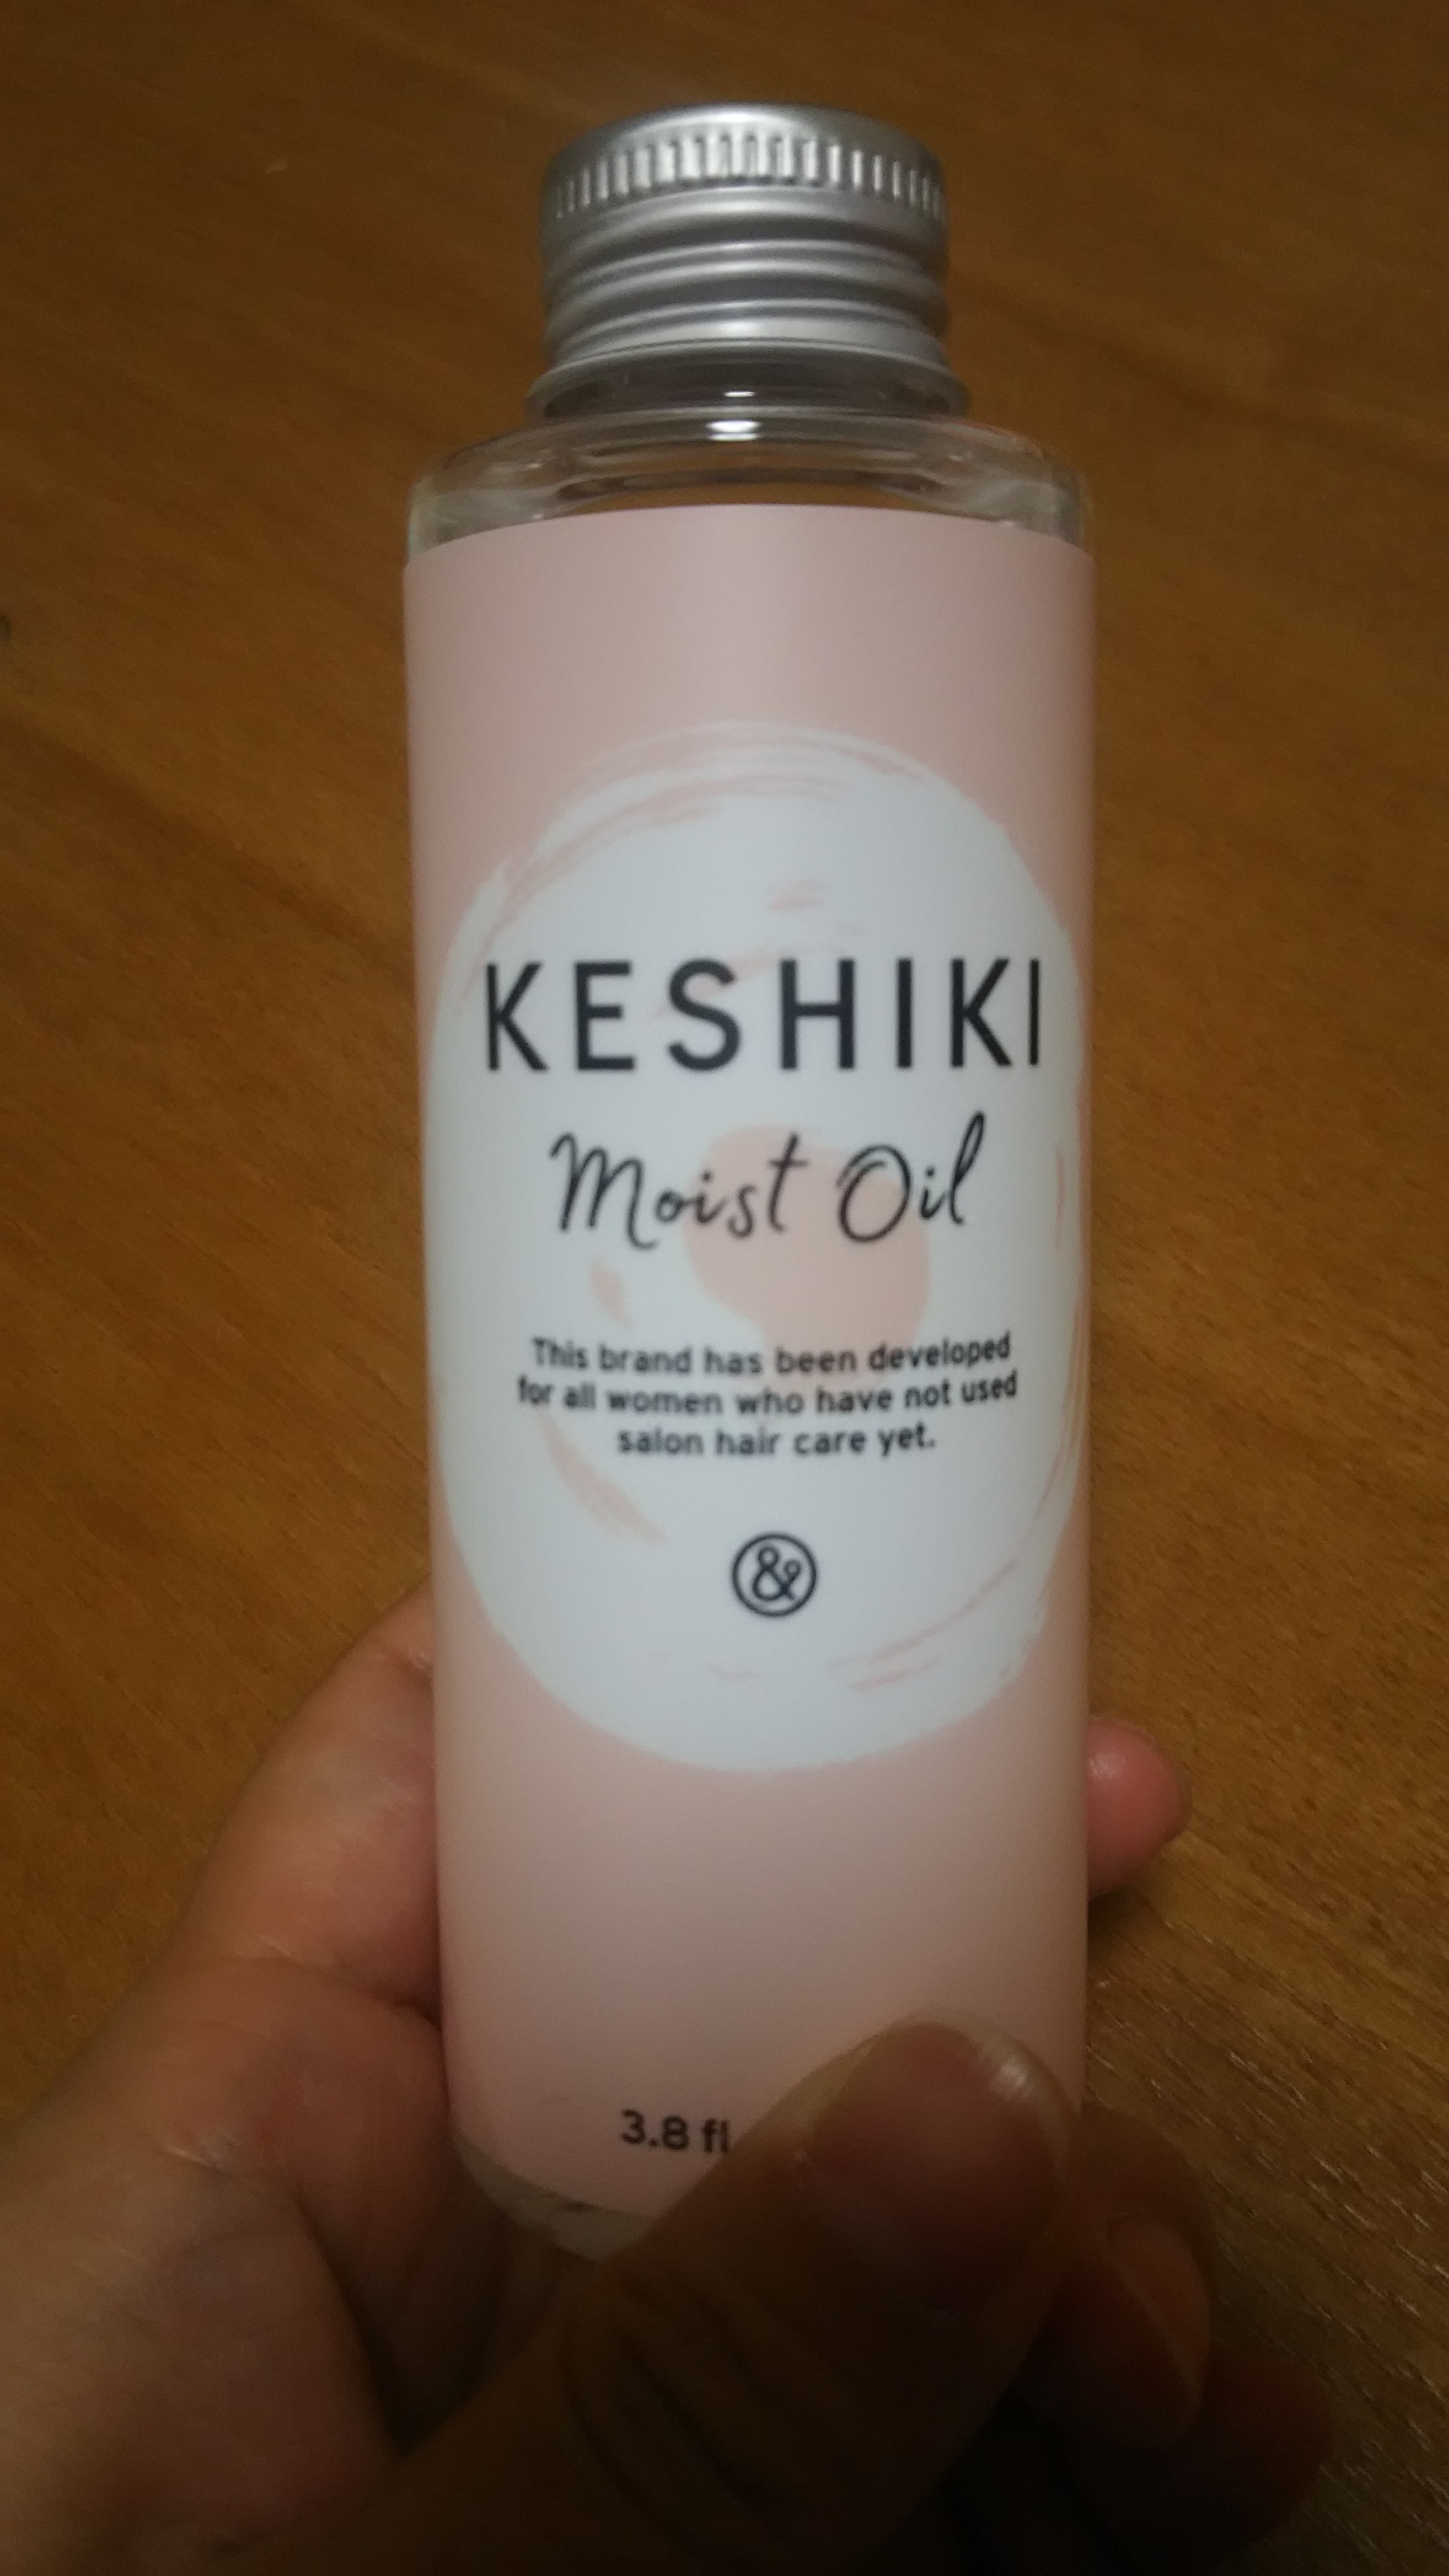 KESHIKI
Moist Oil
This brand has been developed
for all women who have not used
salon hair care yet.
&
3.8 fl